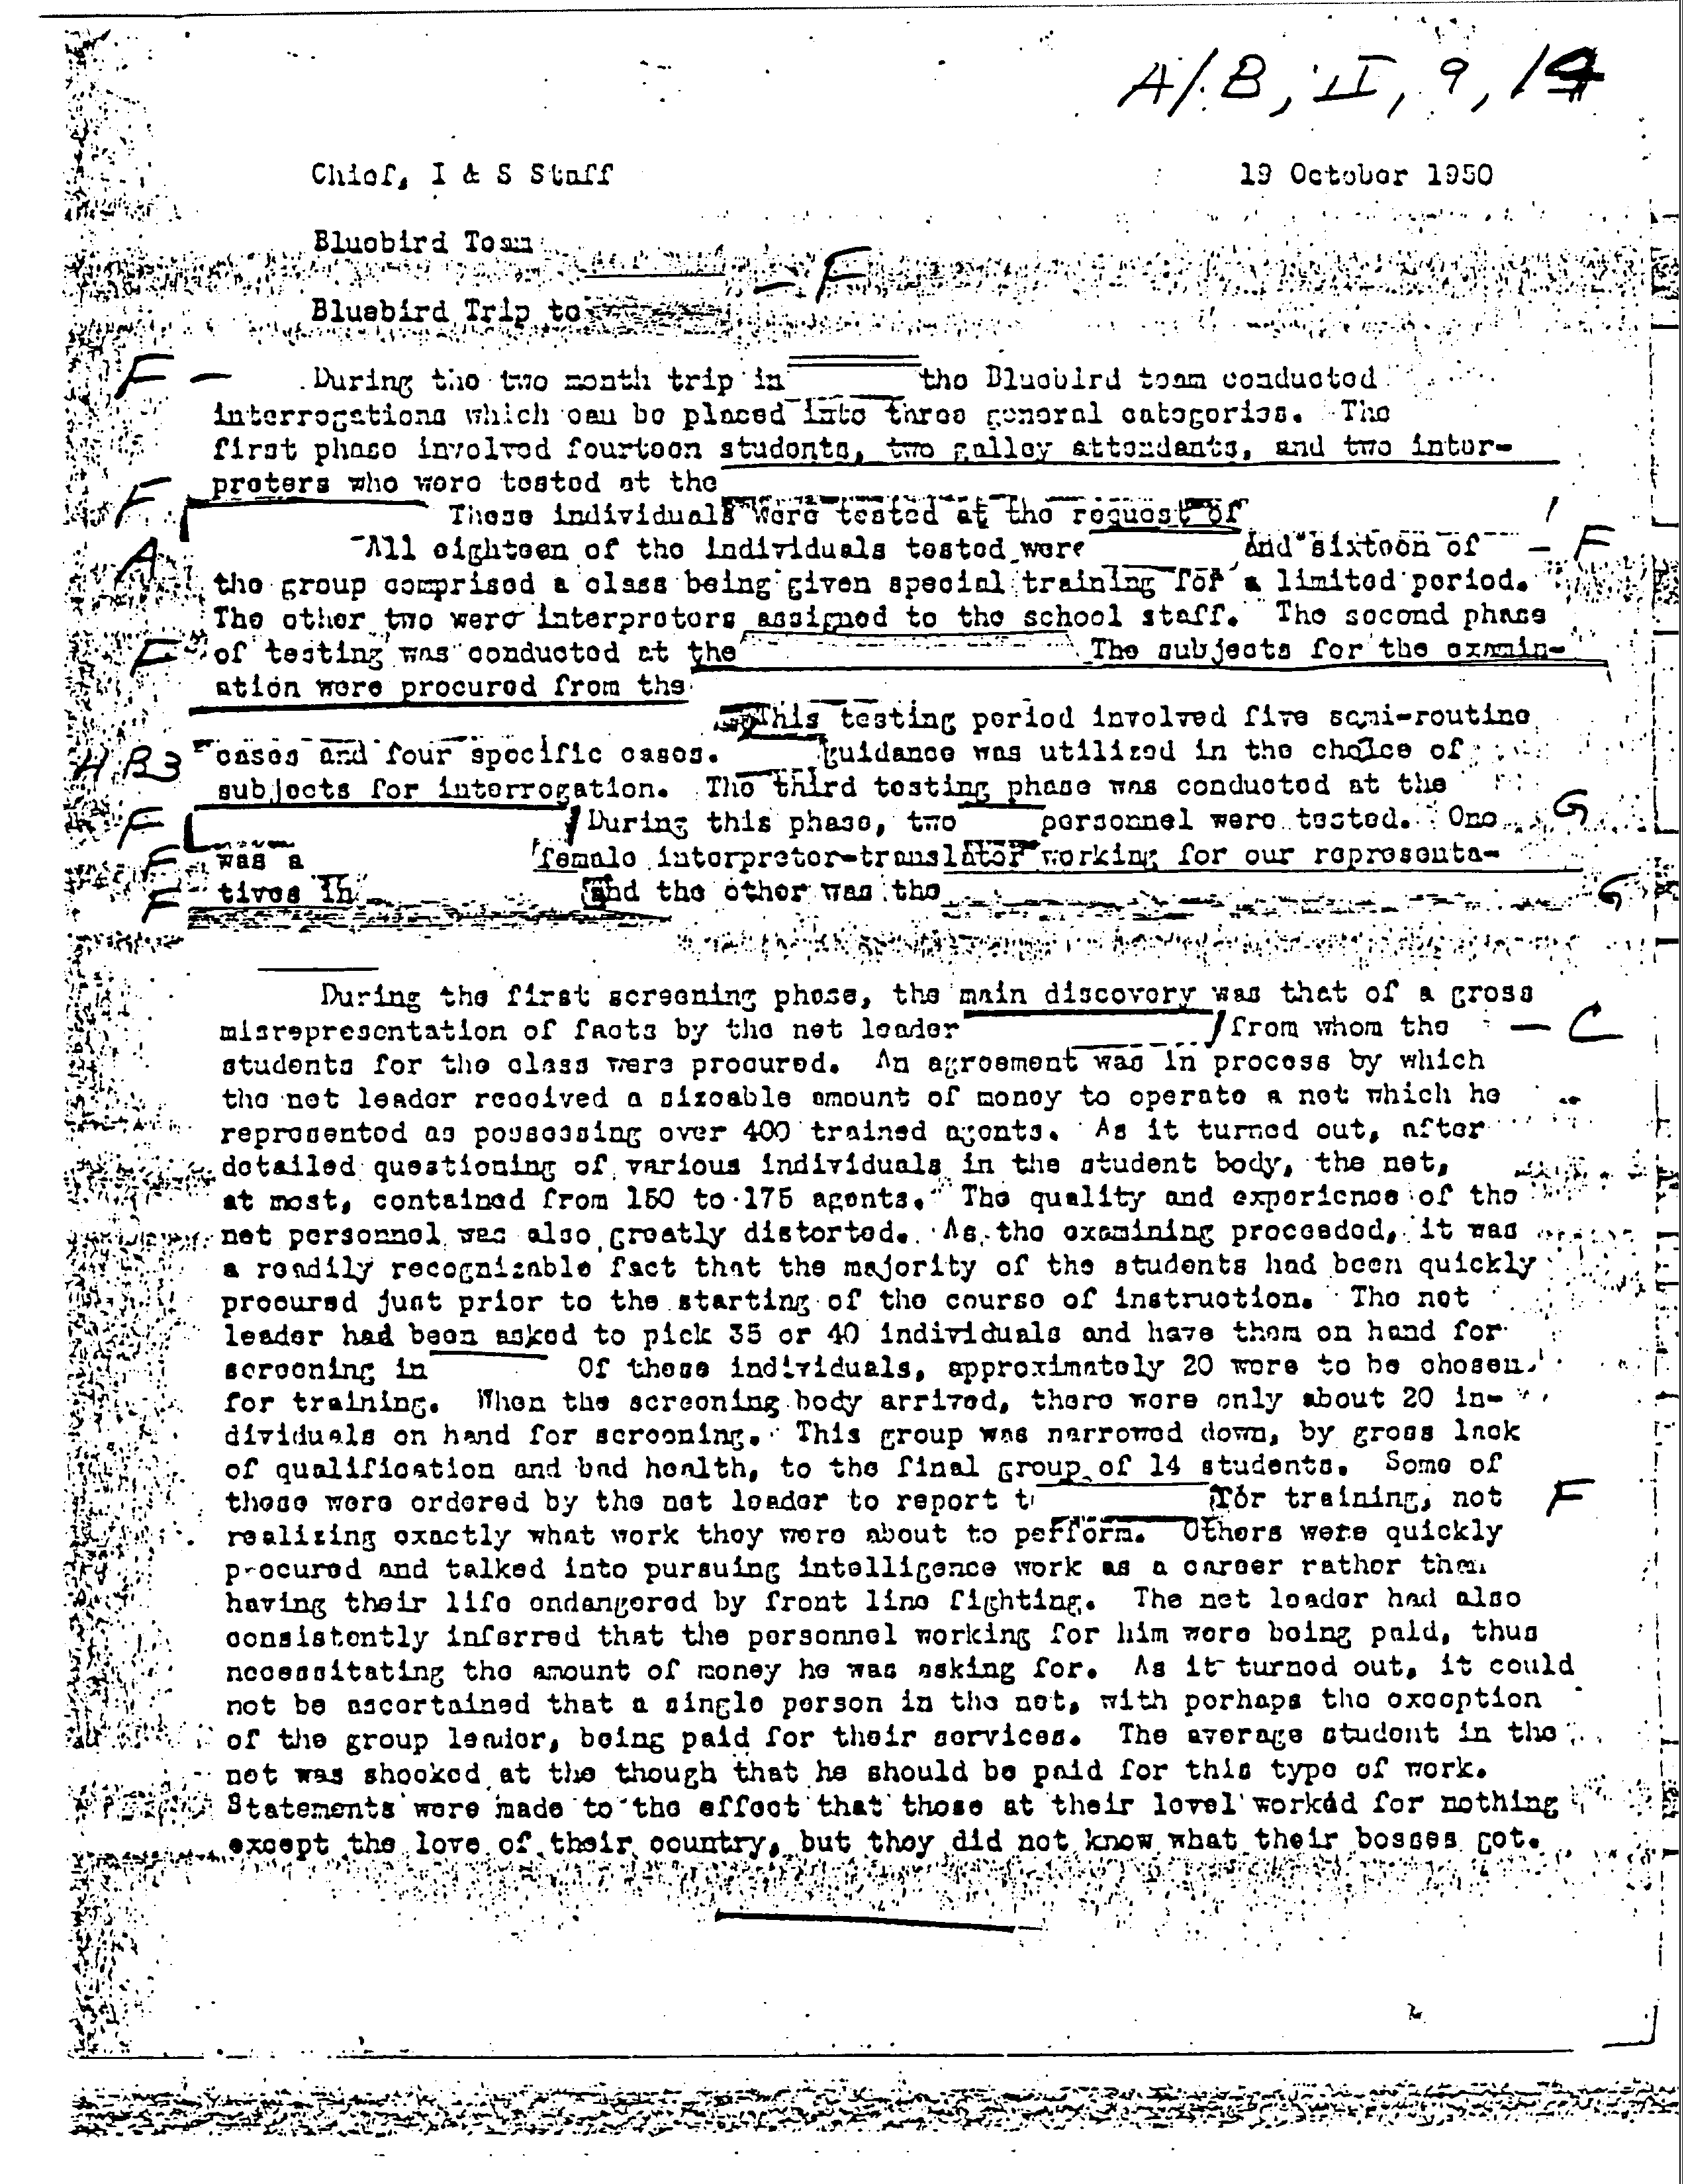 A/B, II, 9, 14
Chief, I & S Staff 19 October 1950
Bluebird Team
F
Bluebird Trip to
F - During the two month trip in the Bluebird team conducted
interrogations which can be placed into three general categories. The
first phase involved fourteen students, two galley attendants, and two inter-
preters who were tested at the
F These individuals were tested at the request of
A All eighteen of the individuals tested were and sixteen of - F
the group comprised a class being given special training for a limited period.
The other two were interpreters assigned to the school staff. The second phase
F of testing was conducted at the The subjects for the examin-
ation were procured from the
This testing period involved five semi-routine
H B3 cases and four specific cases. guidance was utilized in the choice of
subjects for interrogation. The third testing phase was conducted at the
F During this phase, two personnel were tested. One G
F was a female interpreter-translator working for our representa-
F tives in and the other was the G
During the first screening phase, the main discovery was that of a gross
misrepresentation of facts by the net leader from whom the - C
students for the class were procured. An agreement was in process by which
the net leader received a sizeable amount of money to operate a net which he
represented as possessing over 400 trained agents. As it turned out, after
detailed questioning of various individuals in the student body, the net,
at most, contained from 150 to 175 agents. The quality and experience of the
net personnel was also greatly distorted. As the examining proceeded, it was
a readily recognizable fact that the majority of the students had been quickly
procured just prior to the starting of the course of instruction. The net
leader had been asked to pick 35 or 40 individuals and have them on hand for
screening in Of these individuals, approximately 20 were to be chosen
for training. When the screening body arrived, there were only about 20 in-
dividuals on hand for screening. This group was narrowed down, by gross lack
of qualification and bad health, to the final group of 14 students. Some of
these were ordered by the net leader to report t for training, not F
realizing exactly what work they were about to perform. Others were quickly
procured and talked into pursuing intelligence work as a career rather than
having their life endangered by front line fighting. The net leader had also
consistently inferred that the personnel working for him were being paid, thus
necessitating the amount of money he was asking for. As it turned out, it could
not be ascertained that a single person in the net, with perhaps the exception
of the group leader, being paid for their services. The average student in the
net was shocked at the though that he should be paid for this type of work.
Statements were made to the effect that those at their level worked for nothing
except the love of their country, but they did not know what their bosses got.